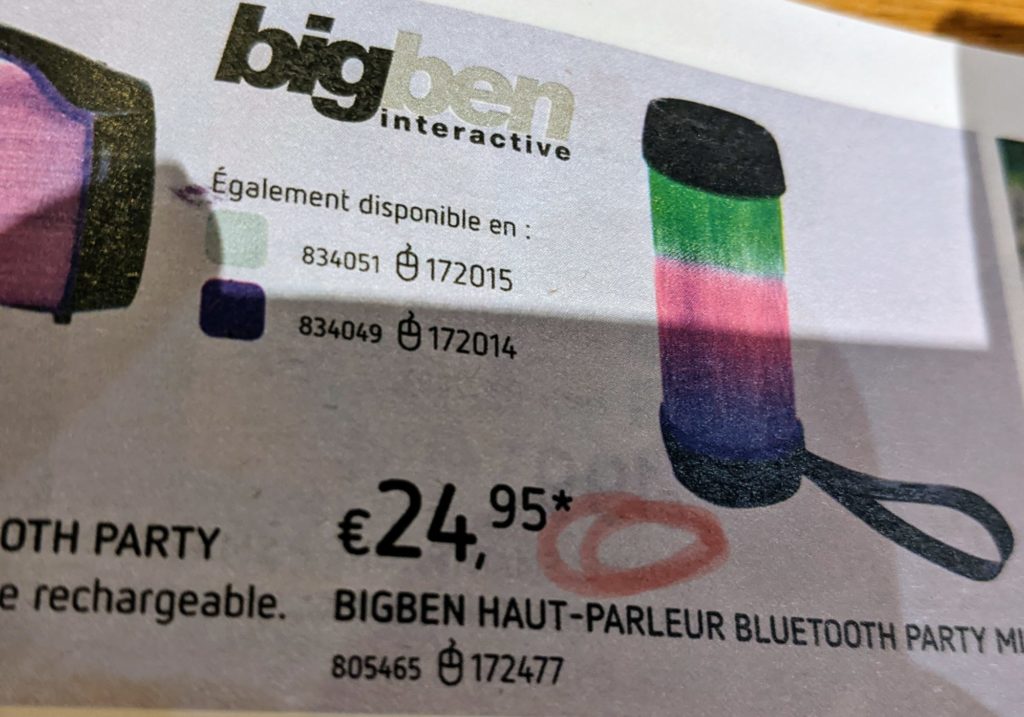 bigben
interactive
Également disponible en :
834051 172015
834049 172014
€24,95*
OTH PARTY
e rechargeable.
BIGBEN HAUT-PARLEUR BLUETOOTH PARTY
805465 172477